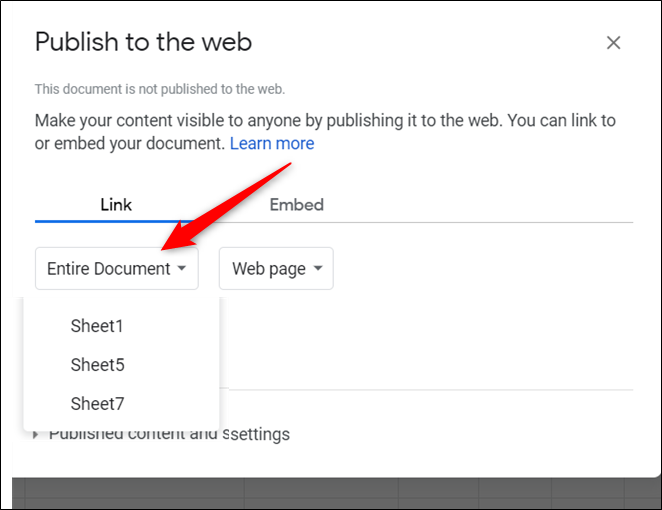 Publish to the web
This document is not published to the web.
Make your content visible to anyone by publishing it to the web. You can link to
or embed your document. Learn more
Link Embed
Entire Document Web page
Sheet1
Sheet5
Sheet7
Published content and ssettings